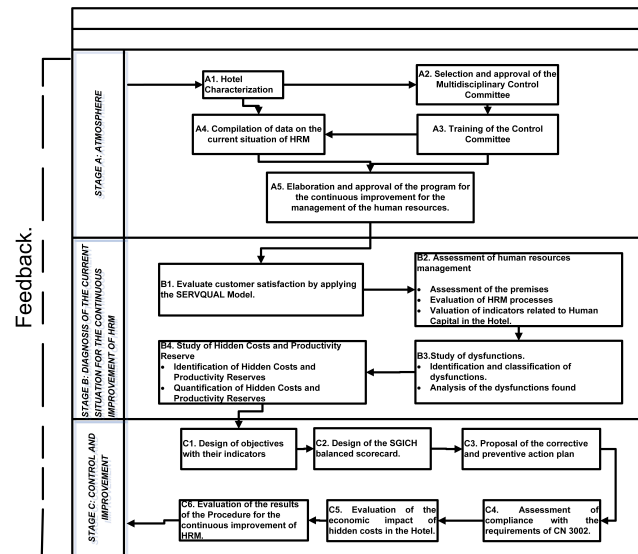 Feedback.
STAGE A: ATMOSPHERE
A1. Hotel
Characterization
A2. Selection and approval of the
Multidisciplinary Control
Committee
A4. Compilation of data on the
current situation of HRM
A3. Training of the Control
Committee
A5. Elaboration and approval of the program for
the continuous improvement for the
management of the human resources.
STAGE B: DIAGNOSIS OF THE CURRENT
SITUATION FOR THE CONTINUOUS
IMPROVEMENT OF HRM
B1. Evaluate customer satisfaction by applying
the SERVQUAL Model.
B2. Assessment of human resources
management
• Assessment of the premises
• Evaluation of HRM processes
• Valuation of indicators related to Human
Capital in the Hotel.
B4. Study of Hidden Costs and Productivity
Reserve
• Identification of Hidden Costs and
Productivity Reserves
• Quantification of Hidden Costs and
Productivity Reserves
B3.Study of dysfunctions.
• Identification and classification of
dysfunctions.
• Analysis of the dysfunctions found
STAGE C: CONTROL AND
IMPROVEMENT
C1. Design of objectives
with their indicators
C2. Design of the SGICH
balanced scorecard.
C3. Proposal of the corrective
and preventive action plan
C6. Evaluation of the results of
the Procedure for the
continuous improvement of
HRM.
C5. Evaluation of the
economic impact of
hidden costs in the Hotel.
C4. Assessment of
compliance with the
requirements of CN 3002.